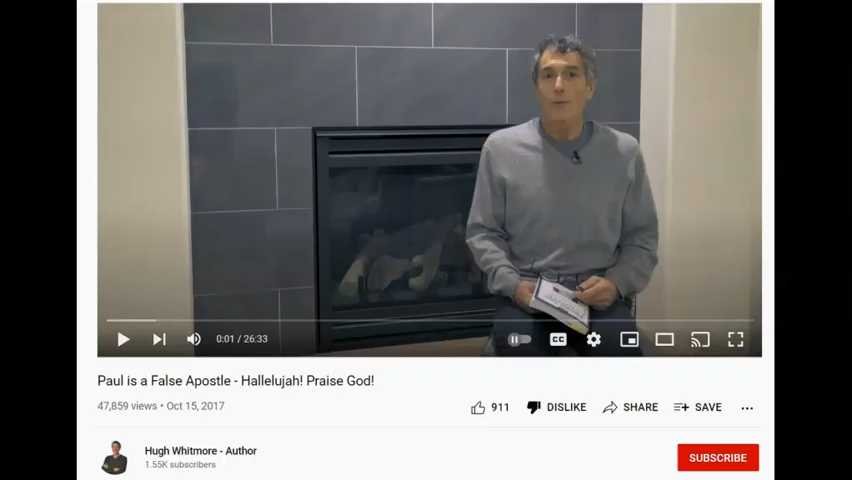 0:01 / 26:33
CC
Paul is a False Apostle - Hallelujah! Praise God!
47,859 views • Oct 15, 2017
911
DISLIKE
SHARE
SAVE
Hugh Whitmore - Author
1.55K subscribers
SUBSCRIBE